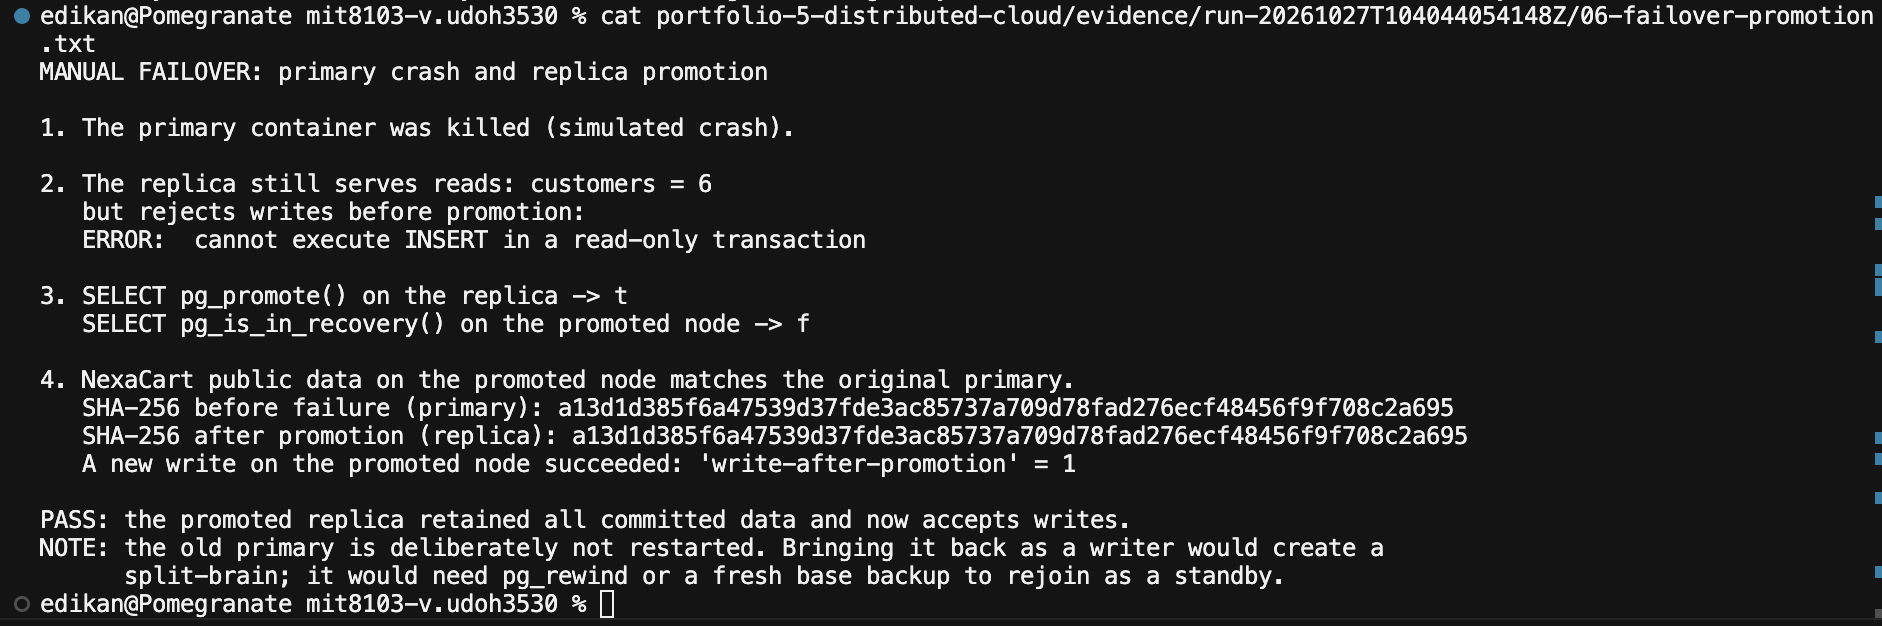 edikan@Pomegranate mit8103-v.udoh3530 % cat portfolio-5-distributed-cloud/evidence/run-20261027T104044054148Z/06-failover-promotion
.txt
MANUAL FAILOVER: primary crash and replica promotion
1. The primary container was killed (simulated crash).
2. The replica still serves reads: customers = 6
but rejects writes before promotion:
ERROR:  cannot execute INSERT in a read-only transaction
3. SELECT pg_promote() on the replica -> t
SELECT pg_is_in_recovery() on the promoted node -> f
4. NexaCart public data on the promoted node matches the original primary.
SHA-256 before failure (primary): a13d1d385f6a47539d37fde3ac85737a709d78fad276ecf48456f9f708c2a695
SHA-256 after promotion (replica): a13d1d385f6a47539d37fde3ac85737a709d78fad276ecf48456f9f708c2a695
A new write on the promoted node succeeded: 'write-after-promotion' = 1
PASS: the promoted replica retained all committed data and now accepts writes.
NOTE: the old primary is deliberately not restarted. Bringing it back as a writer would create a
split-brain; it would need pg_rewind or a fresh base backup to rejoin as a standby.
edikan@Pomegranate mit8103-v.udoh3530 %